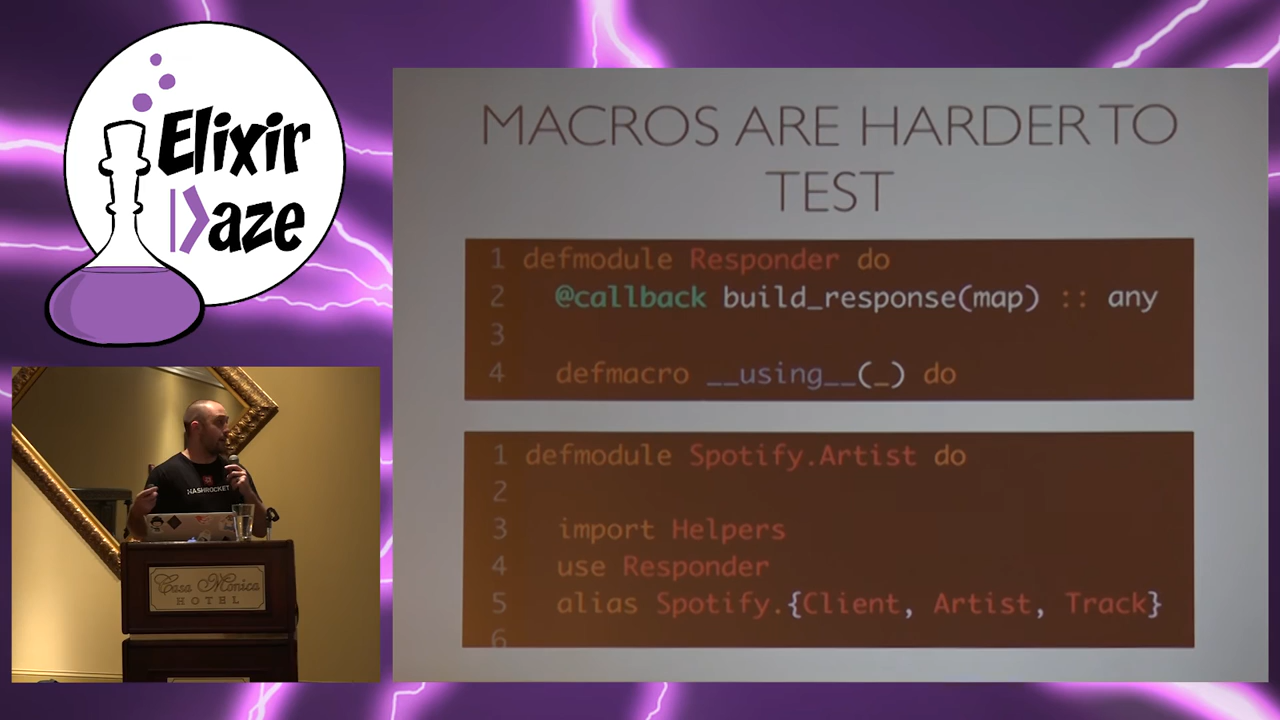 Elixir
Daze
MACROS ARE HARDER TO
TEST
1 defmodule Responder do
2 @callback build_response(map) :: any
3
4 defmacro __using__(_) do
1 defmodule Spotify.Artist do
2
3 import Helpers
4 use Responder
5 alias Spotify.{Client, Artist, Track}
6
HASHROCKET
Casa Monica
HOTEL